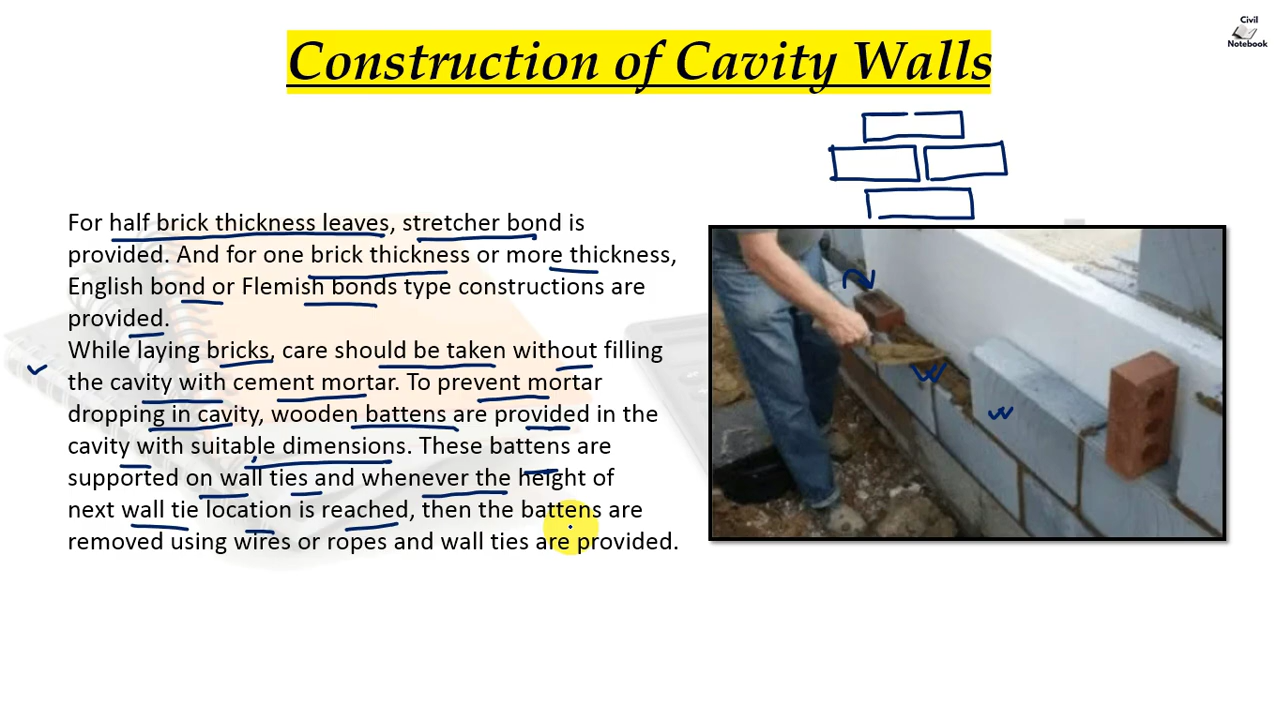 Civil
Notebook
Construction of Cavity Walls
For half brick thickness leaves, stretcher bond is
provided. And for one brick thickness or more thickness,
English bond or Flemish bonds type constructions are
provided.
While laying bricks, care should be taken without filling
the cavity with cement mortar. To prevent mortar
dropping in cavity, wooden battens are provided in the
cavity with suitable dimensions. These battens are
supported on wall ties and whenever the height of
next wall tie location is reached, then the battens are
removed using wires or ropes and wall ties are provided.